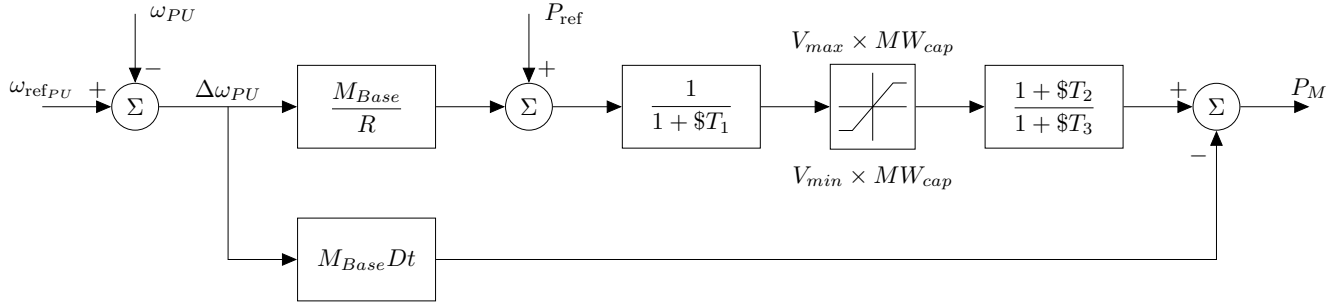 ω_PU
P_ref
V_max × MW_cap
ω_ref_PU + − Σ
Δω_PU
M_Base
R
+ Σ
1
1 + $T_1
1 + $T_2
1 + $T_3
+ Σ −
P_M
V_min × MW_cap
M_Base Dt